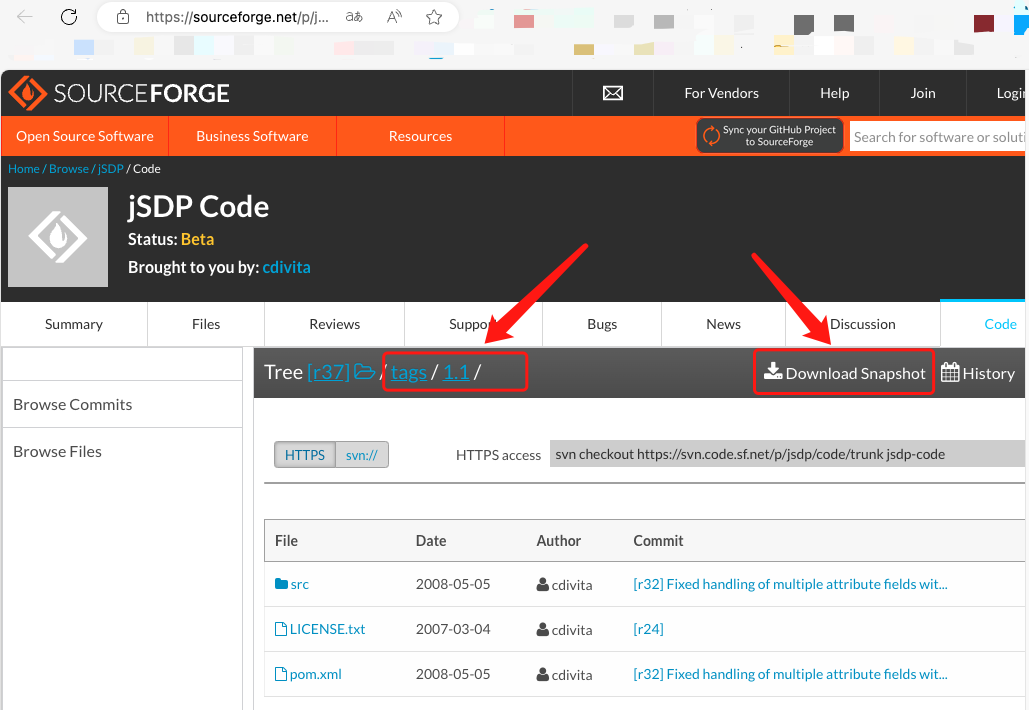 https://sourceforge.net/p/j...
SOURCEFORGE
For Vendors
Help
Join
Login
Open Source Software
Business Software
Resources
Sync your GitHub Project
to SourceForge
Search for software or soluti
Home / Browse / jSDP / Code
jSDP Code
Status: Beta
Brought to you by: cdivita
Summary
Files
Reviews
Suppor
Bugs
News
Discussion
Code
Tree [r37] / tags / 1.1 /
Download Snapshot
History
Browse Commits
Browse Files
HTTPS
svn://
HTTPS access
svn checkout https://svn.code.sf.net/p/jsdp/code/trunk jsdp-code
File Date Author Commit
src 2008-05-05 cdivita [r32] Fixed handling of multiple attribute fields wit...
LICENSE.txt 2007-03-04 cdivita [r24]
pom.xml 2008-05-05 cdivita [r32] Fixed handling of multiple attribute fields wit...